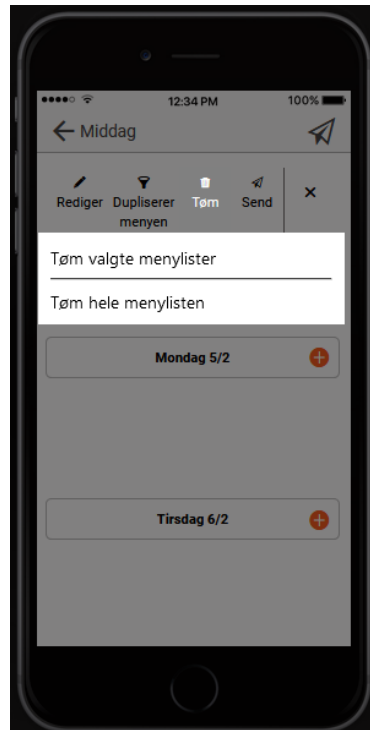 12:34 PM
100%
Middag
Rediger
Dupliserer
menyen
Tøm
Send
Tøm valgte menylister
Tøm hele menylisten
Mondag 5/2
Tirsdag 6/2